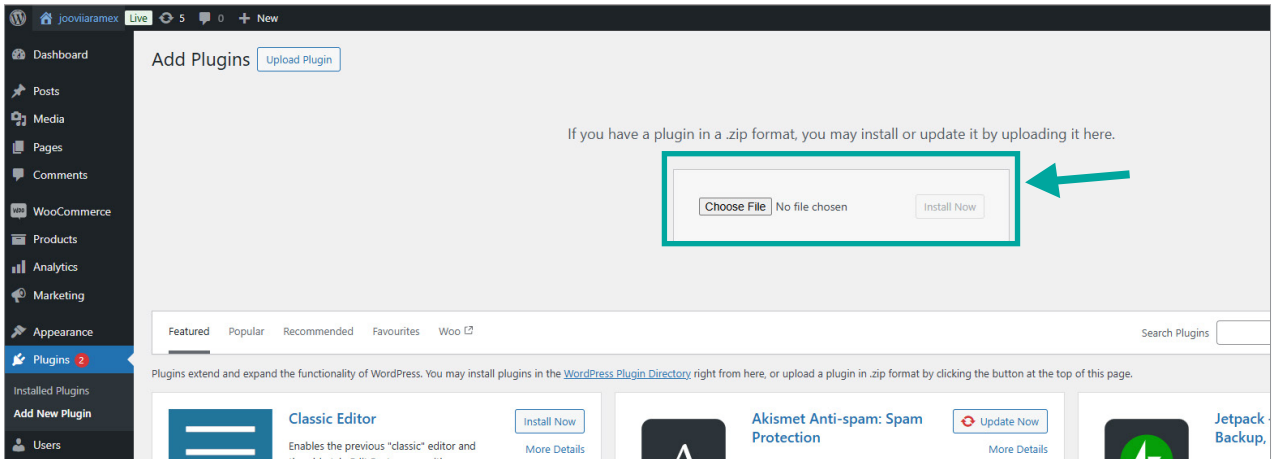 jooviiaramex Live 5 0 + New
Dashboard
Posts
Media
Pages
Comments
WooCommerce
Products
Analytics
Marketing
Appearance
Plugins 2
Installed Plugins
Add New Plugin
Users
Add Plugins Upload Plugin
If you have a plugin in a .zip format, you may install or update it by uploading it here.
Choose File No file chosen Install Now
Featured Popular Recommended Favourites Woo
Search Plugins
Plugins extend and expand the functionality of WordPress. You may install plugins in the WordPress Plugin Directory right from here, or upload a plugin in .zip format by clicking the button at the top of this page.
Classic Editor
Install Now
Enables the previous "classic" editor and
More Details
Akismet Anti-spam: Spam
Protection
Update Now
More Details
Jetpack -
Backup,